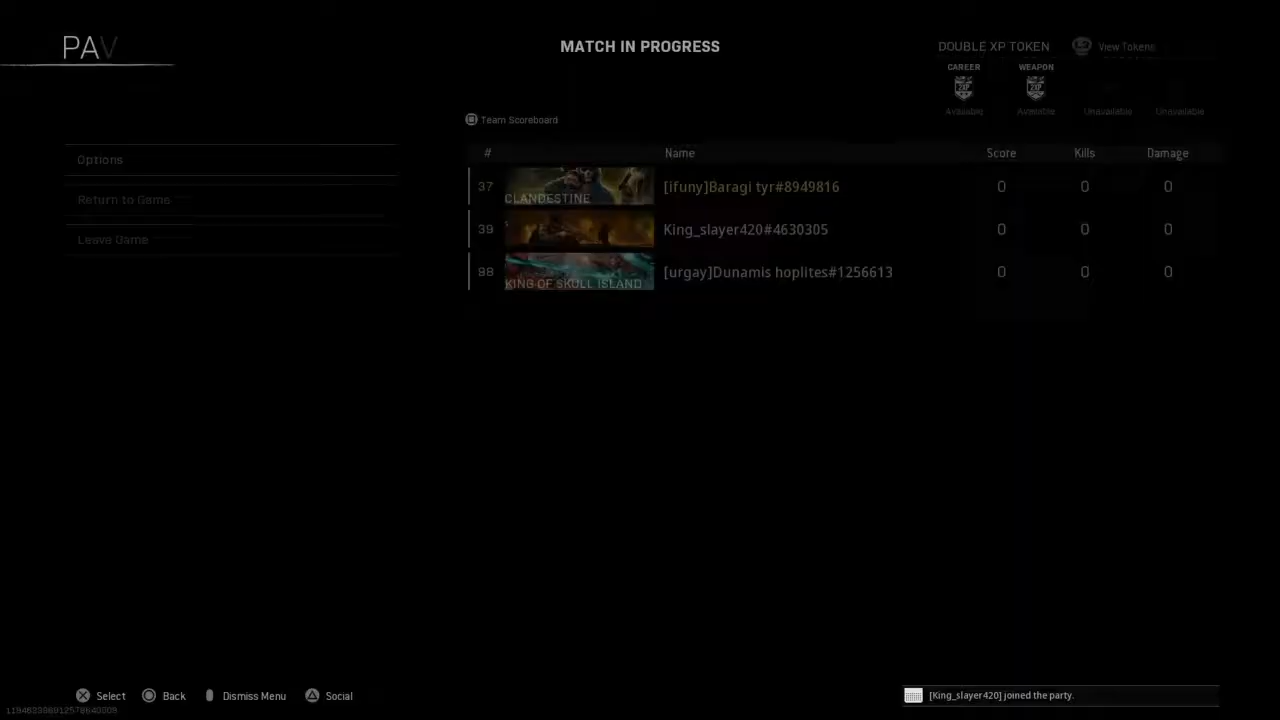 PAV
MATCH IN PROGRESS
DOUBLE XP TOKEN
View Tokens
CAREER
WEAPON
2XP
2XP
Available
Available
Unavailable
Unavailable
Team Scoreboard
Options
Return to Game
Leave Game
# Name Score Kills Damage
37 CLANDESTINE [ifuny]Baragi tyr#8949816 0 0 0
39 King_slayer420#4630305 0 0 0
98 KING OF SKULL ISLAND [urgay]Dunamis hoplites#1256613 0 0 0
Select Back Dismiss Menu Social
[King_slayer420] joined the party.